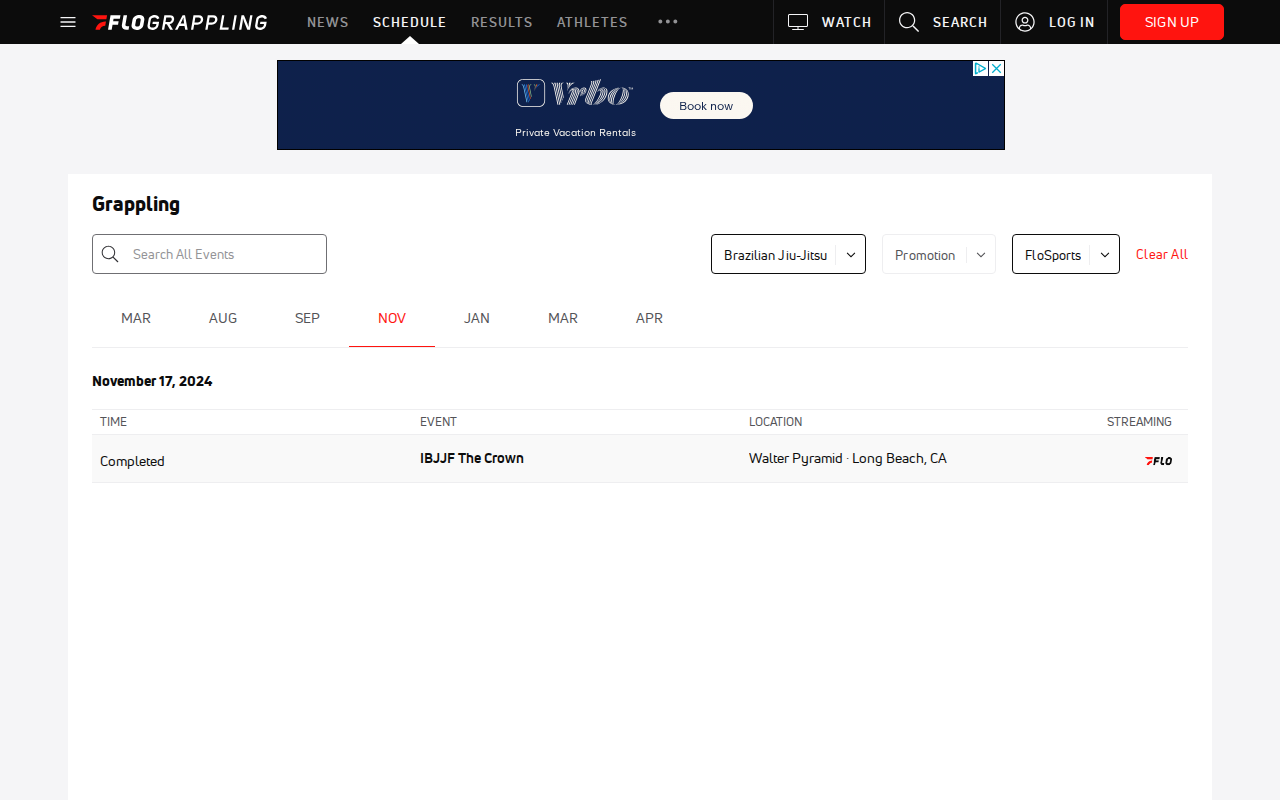 FLOGRAPPLING NEWS SCHEDULE RESULTS ATHLETES WATCH SEARCH LOG IN SIGN UP
Vrbo™ Book now
Private Vacation Rentals
Grappling
Search All Events Brazilian Jiu-Jitsu Promotion FloSports Clear All
MAR AUG SEP NOV JAN MAR APR
November 17, 2024
TIME EVENT LOCATION STREAMING
Completed IBJJF The Crown Walter Pyramid · Long Beach, CA FLO